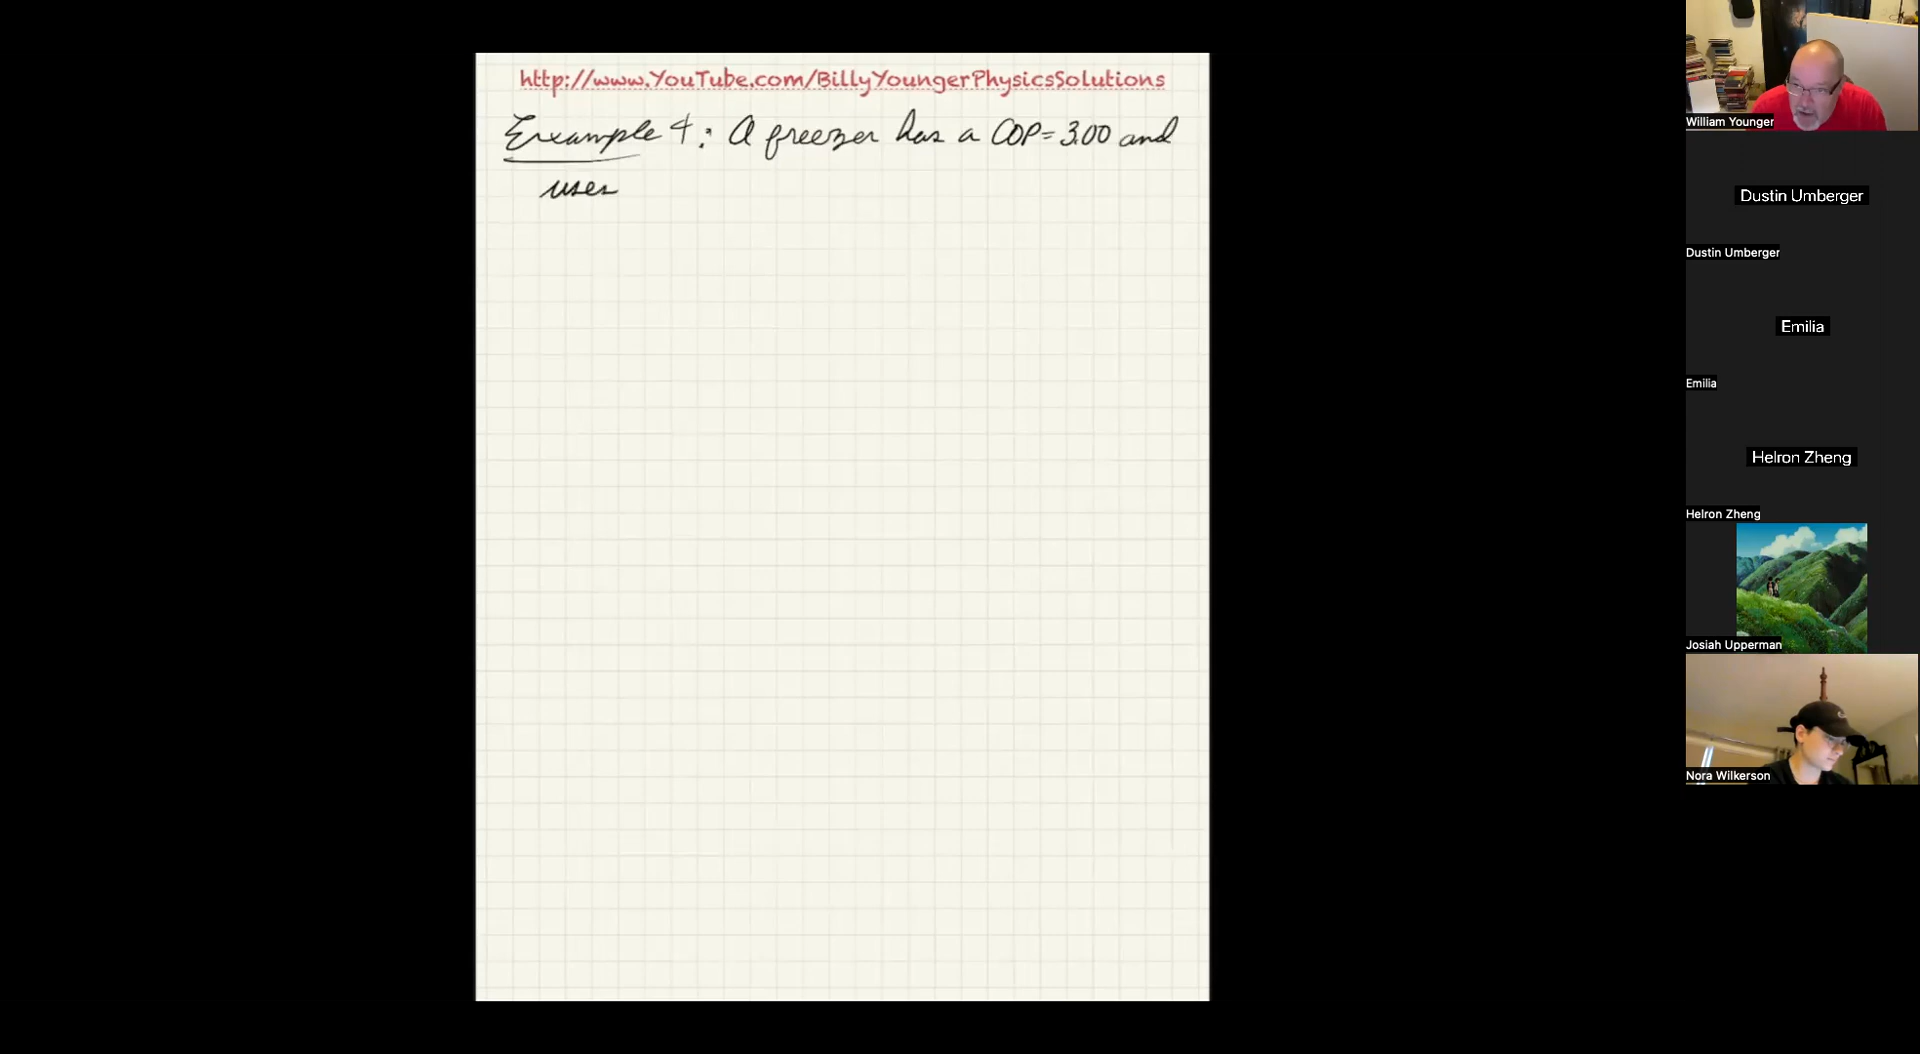 http://www.YouTube.com/BillyYoungerPhysicsSolutions
Example 4: A freezer has a COP=3.00 and
uses
William Younger
Dustin Umberger
Dustin Umberger
Emilia
Emilia
Helron Zheng
Helron Zheng
Josiah Upperman
Nora Wilkerson